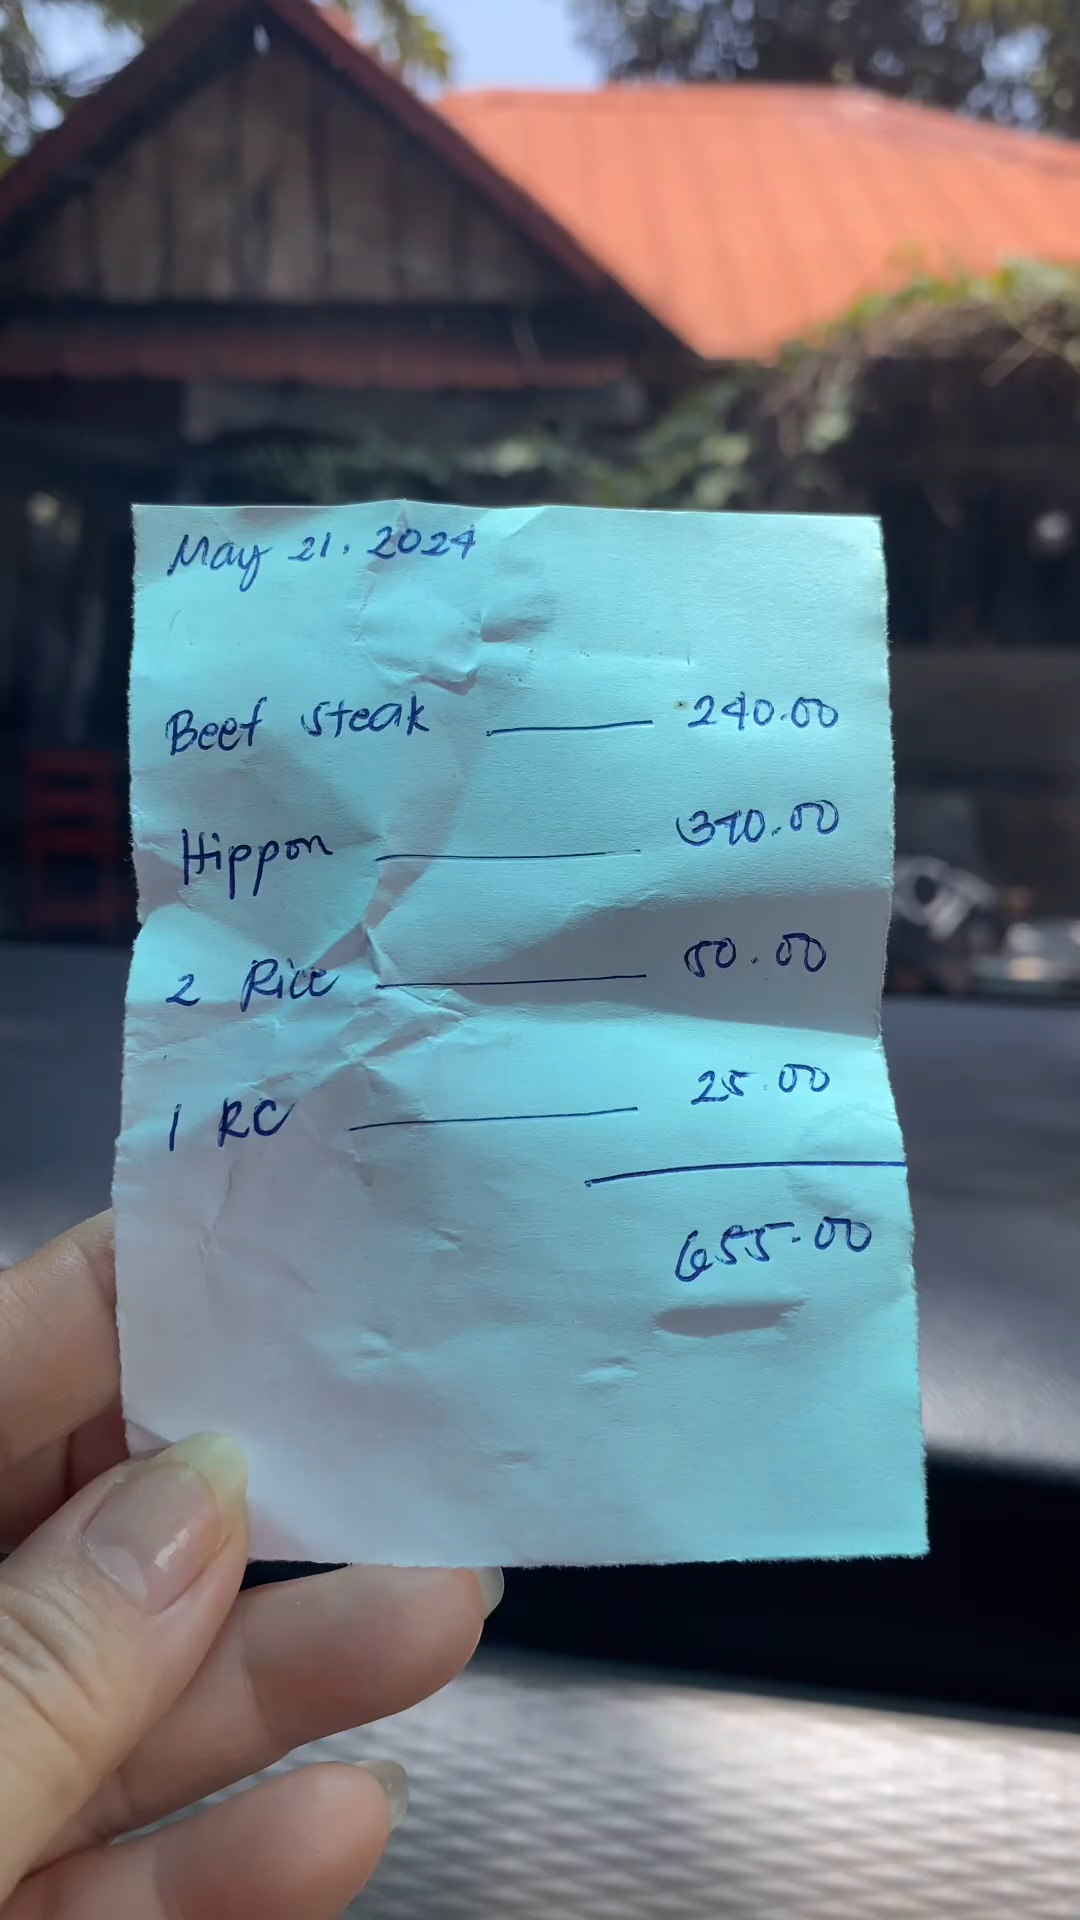 May 21, 2024
Beef steak 240.00
Hippon 340.00
2 Rice 50.00
1 RC 25.00
655.00